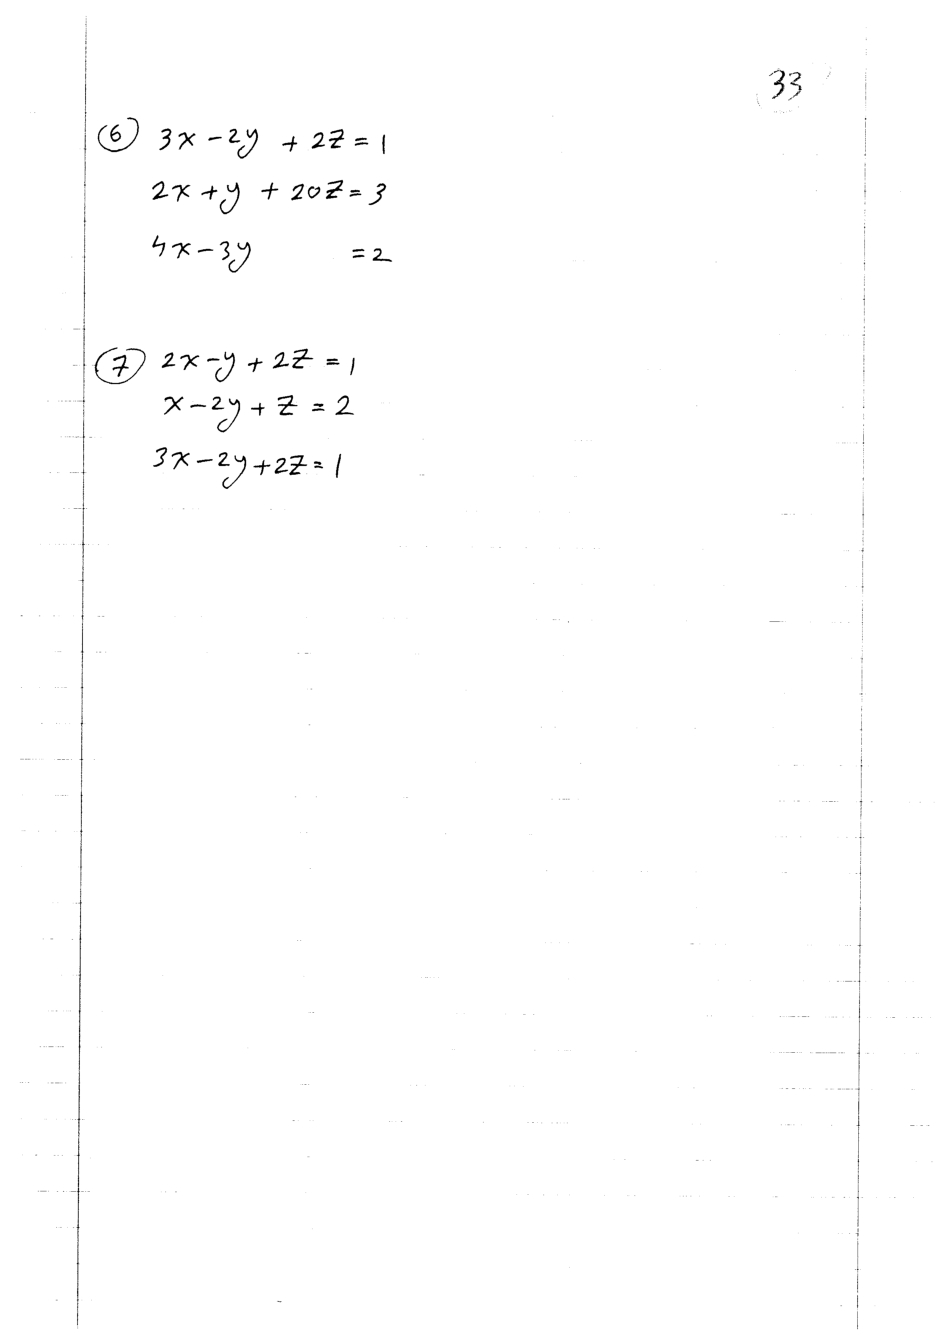 33
⑥ 3x - 2y + 2z = 1
2x + y + 20z = 3
4x - 3y = 2
⑦ 2x - y + 2z = 1
x - 2y + z = 2
3x - 2y + 2z = 1